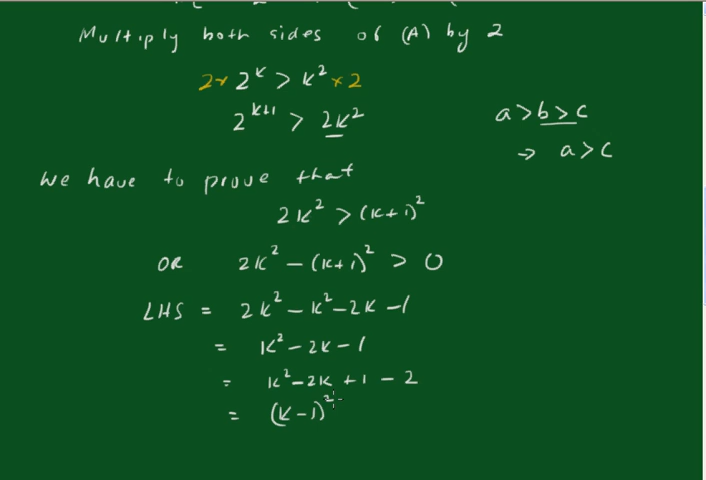 Multiply both sides of (A) by 2
2× 2^k > k^2 ×2
2^(k+1) > 2k^2
a > b > c
→ a > c
We have to prove that
2k^2 > (k+1)^2
OR 2k^2 – (k+1)^2 > 0
LHS = 2k^2 – k^2 – 2k – 1
= k^2 – 2k – 1
= k^2 – 2k + 1 – 2
= (k – 1)^2